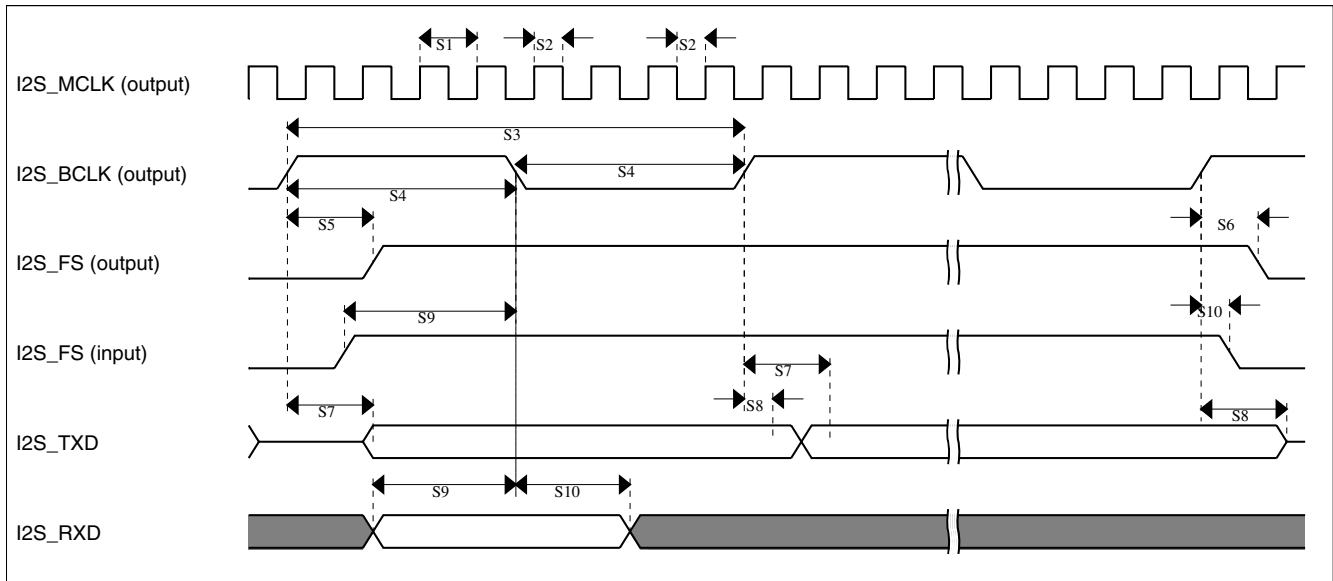 S1 S2 S2
I2S_MCLK (output)
S3
I2S_BCLK (output)
S4
S4
S5 S6
I2S_FS (output)
S9 S10
I2S_FS (input)
S7
S7 S8 S8
I2S_TXD
S9 S10
I2S_RXD